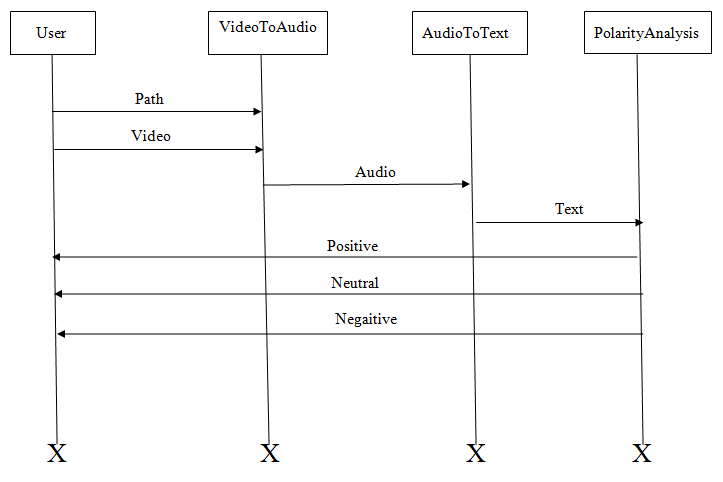 User
VideoToAudio
AudioToText
PolarityAnalysis
Path
Video
Audio
Text
Positive
Neutral
Negaitive
X X X X